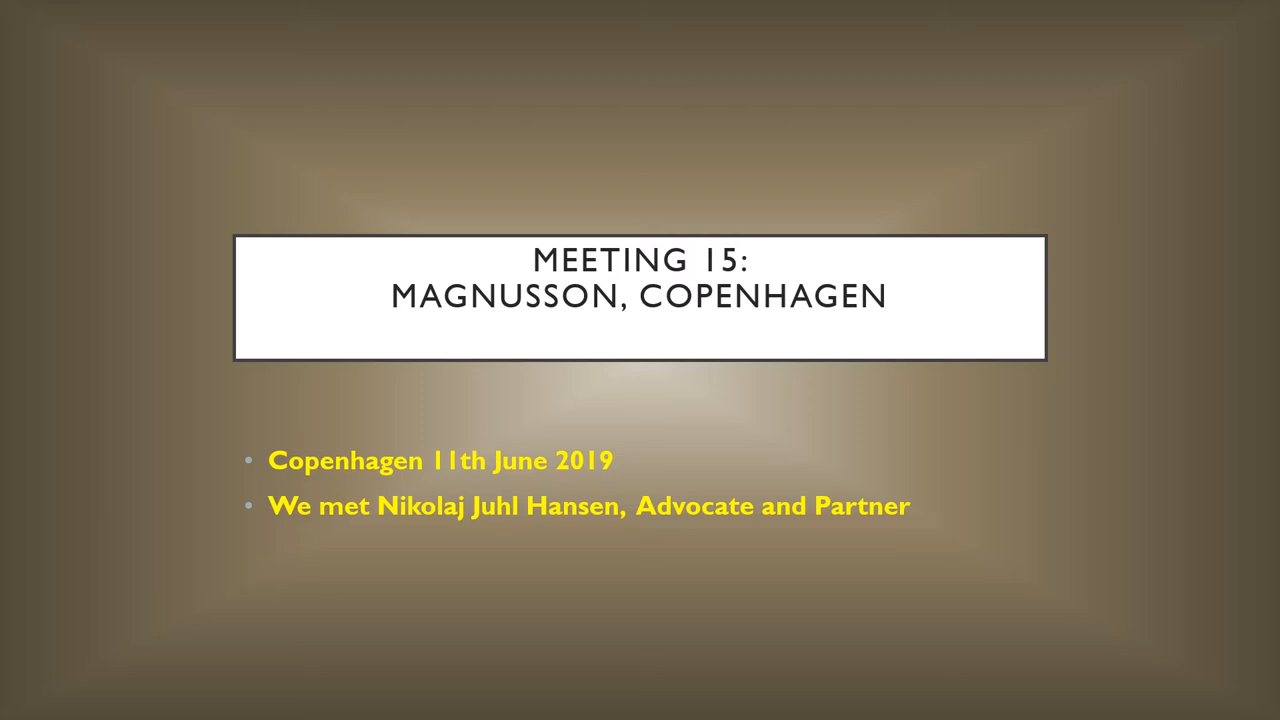 MEETING 15:
MAGNUSSON, COPENHAGEN
• Copenhagen 11th June 2019
• We met Nikolaj Juhl Hansen, Advocate and Partner